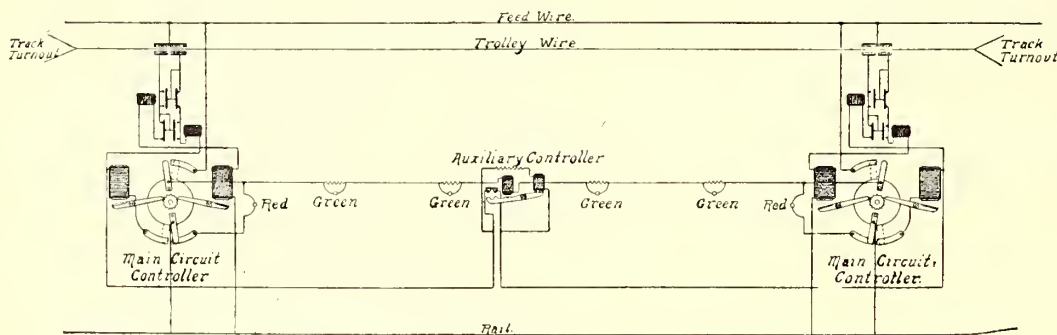 Feed Wire.
Trolley Wire
Track
Turnout
Track
Turnout
Auxiliary Controller
Red
Green
Green
Green
Green
Red
Main Circuit
Controller
Main Circuit,
Controller.
Rail.